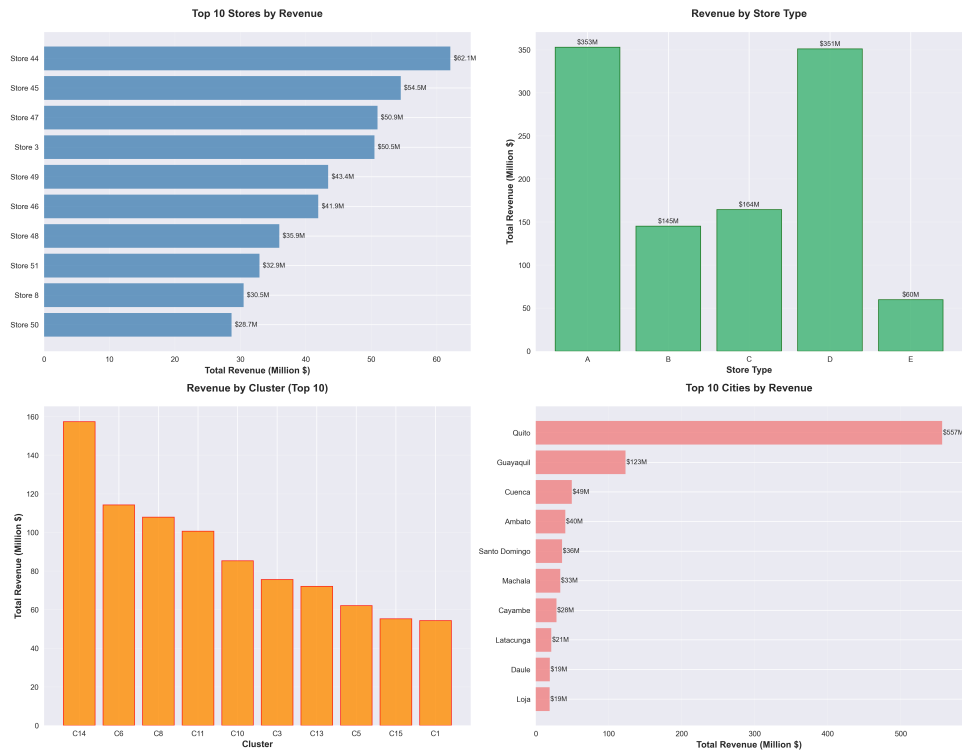 Top 10 Stores by Revenue
Store 44
$62.1M
Store 45
$54.5M
Store 47
$50.9M
Store 3
$50.5M
Store 49
$43.4M
Store 46
$41.9M
Store 48
$35.9M
Store 51
$32.9M
Store 8
$30.5M
Store 50
$28.7M
0 10 20 30 40 50 60
Total Revenue (Million $)
Revenue by Store Type
Total Revenue (Million $)
350
300
250
200
150
100
50
0
$353M
$145M
$164M
$351M
$60M
A B C D E
Store Type
Revenue by Cluster (Top 10)
Total Revenue (Million $)
160
140
120
100
80
60
40
20
0
C14 C6 C8 C11 C10 C3 C13 C5 C15 C1
Cluster
Top 10 Cities by Revenue
Quito
$557M
Guayaquil
$123M
Cuenca
$49M
Ambato
$40M
Santo Domingo
$36M
Machala
$33M
Cayambe
$28M
Latacunga
$21M
Daule
$19M
Loja
$19M
0 100 200 300 400 500
Total Revenue (Million $)